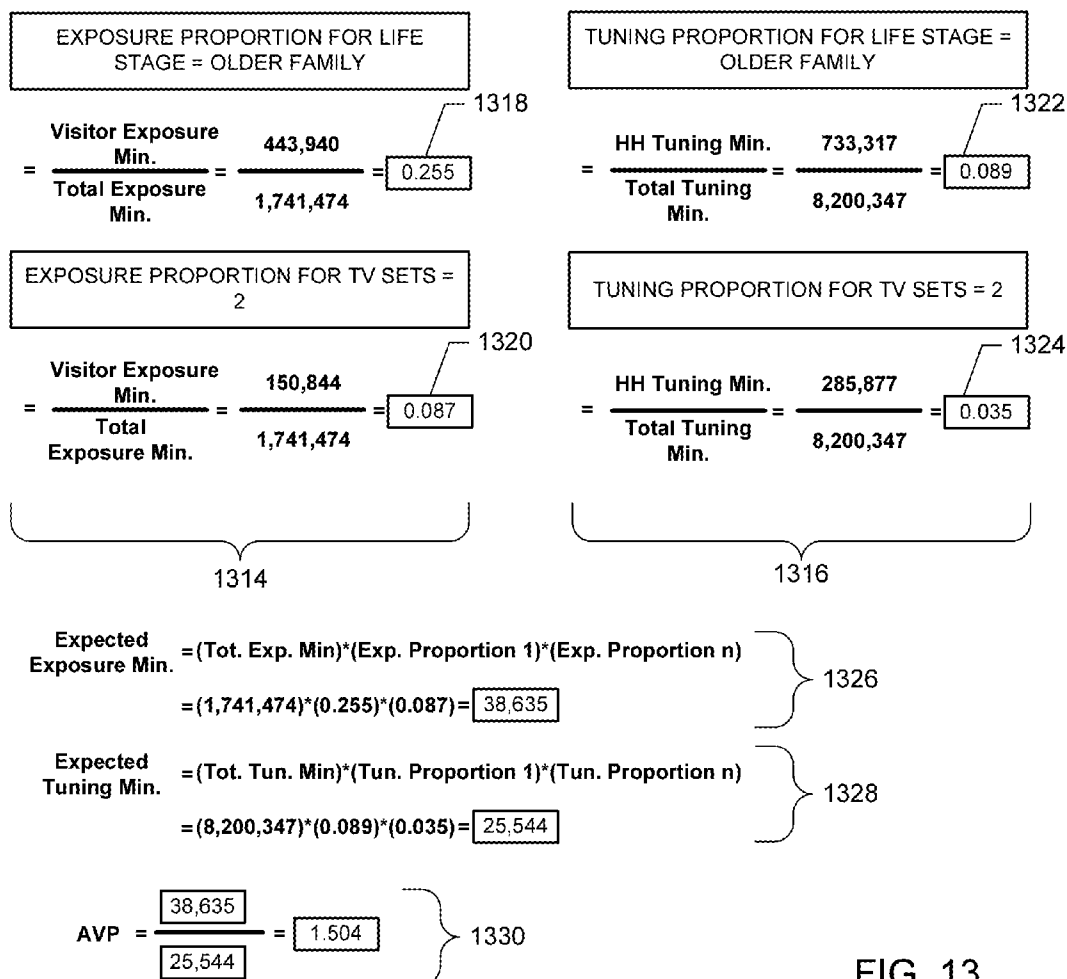 EXPOSURE PROPORTION FOR LIFE
STAGE = OLDER FAMILY
1318
Visitor Exposure
Min.
Total Exposure
Min.
= = 443,940
1,741,474
= 0.255
TUNING PROPORTION FOR LIFE STAGE =
OLDER FAMILY
1322
HH Tuning Min.
Total Tuning
Min.
= = 733,317
8,200,347
= 0.089
EXPOSURE PROPORTION FOR TV SETS =
2
1320
Visitor Exposure
Min.
Total
Exposure Min.
= = 150,844
1,741,474
= 0.087
TUNING PROPORTION FOR TV SETS = 2
1324
HH Tuning Min.
Total Tuning
Min.
= = 285,877
8,200,347
= 0.035
1314
1316
Expected
Exposure Min.
=(Tot. Exp. Min)*(Exp. Proportion 1)*(Exp. Proportion n)
=(1,741,474)*(0.255)*(0.087)= 38,635
1326
Expected
Tuning Min.
=(Tot. Tun. Min)*(Tun. Proportion 1)*(Tun. Proportion n)
=(8,200,347)*(0.089)*(0.035)= 25,544
1328
AVP = 38,635
25,544
= 1.504
1330
FIG. 13